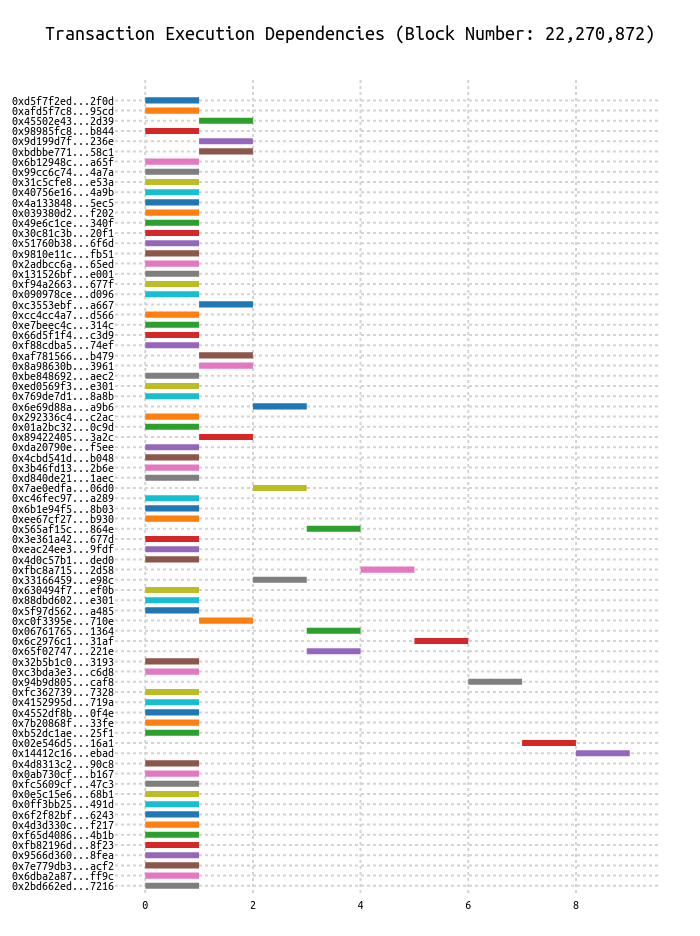 Transaction Execution Dependencies (Block Number: 22,270,872)
0xd5f7f2ed...2f0d
0xafd5f7c8...95cd
0x45502e43...2d39
0x98985fc8...b844
0x9d199d7f...236e
0xbdbbe771...58c1
0x6b12948c...a65f
0x99cc6c74...4a7a
0x31c5cfe8...e53a
0x40756e16...4a9b
0x4a133848...5ec5
0x039380d2...f202
0x49e6c1ce...340f
0x30c81c3b...20f1
0x51760b38...6f6d
0x9810e11c...fb51
0x2adbcc6a...65ed
0x131526bf...e001
0xf94a2663...677f
0x090978ce...d096
0xc3553ebf...a667
0xcc4cc4a7...d566
0xe7beec4c...314c
0x66d5f1f4...c3d9
0xf88cdba5...74ef
0xaf781566...b479
0x8a98630b...3961
0xbe848692...aec2
0xed0569f3...e301
0x769de7d1...8a8b
0x6e69d88a...a9b6
0x292336c4...c2ac
0x01a2bc32...0c9d
0x89422405...3a2c
0xda20790e...f5ee
0x4cbd541d...b048
0x3b46fd13...2b6e
0xd840de21...1aec
0x7ae0edfa...06d0
0xc46fec97...a289
0x6b1e94f5...8b03
0xee67cf27...b930
0x565af15c...864e
0x3e361a42...677d
0xeac24ee3...9fdf
0x4d0c57b1...ded0
0xfbc8a715...2d58
0x33166459...e98c
0x630494f7...ef0b
0x88dbd602...e301
0x5f97d562...a485
0xc0f3395e...710e
0x06761765...1364
0x6c2976c1...31af
0x65f02747...221e
0x32b5b1c0...3193
0xc3bda3e3...c6d8
0x94b9d805...caf8
0xfc362739...7328
0x4152995d...719a
0x4552df8b...0f4e
0x7b20868f...33fe
0xb52dc1ae...25f1
0x02e546d5...16a1
0x14412c16...ebad
0x4d8313c2...90c8
0x0ab730cf...b167
0xfc5609cf...47c3
0x0e5c15e6...68b1
0x0ff3bb25...491d
0x6f2f82bf...6243
0x4d3d330c...f217
0xf65d4086...4b1b
0xfb82196d...8f23
0x9566d360...8fea
0x7e779db3...acf2
0x6dba2a87...ff9c
0x2bd662ed...7216
0 2 4 6 8